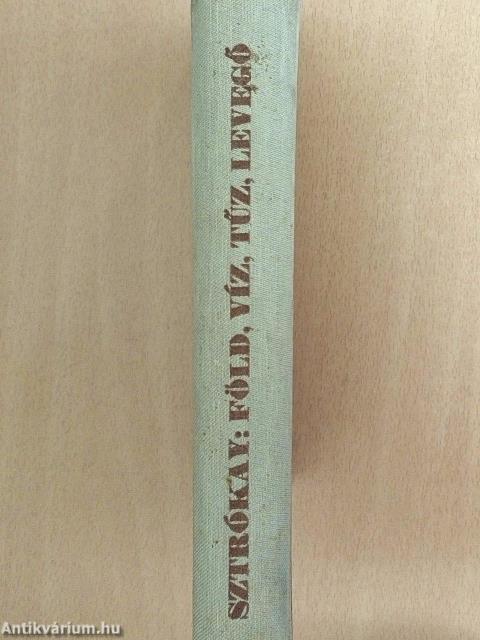 SZTRÓKAY: FÖLD, VÍZ, TŰZ, LEVEGŐ
Antikvárium.hu